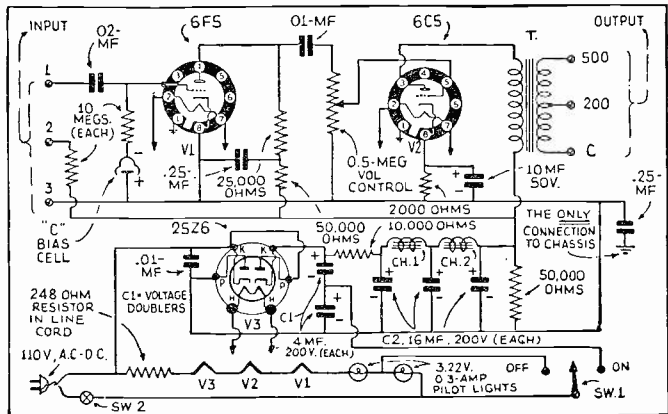 INPUT
.02-MF
6F5
.01-MF
6C5
T.
OUTPUT
1
10 MEGS. (EACH)
2
3
V1
.25-MF
25,000 OHMS
0.5-MEG VOL CONTROL
V2
500
200
C
10 MF 50V.
.25-MF
"C" BIAS CELL
25Z6
2000 OHMS
50,000 OHMS
10,000 OHMS
THE ONLY CONNECTION TO CHASSIS
.01-MF
K
K
P
P
H
H
V3
C1= VOLTAGE DOUBLERS
C1
4 MF. 200V. (EACH)
CH.1
CH.2
50,000 OHMS
C2, 16 MF, 200V (EACH)
248 OHM RESISTOR IN LINE CORD
110V., A.C-D.C.
SW 2
V3
V2
V1
3.22V. 0.3-AMP PILOT LIGHTS
OFF
ON
SW.1